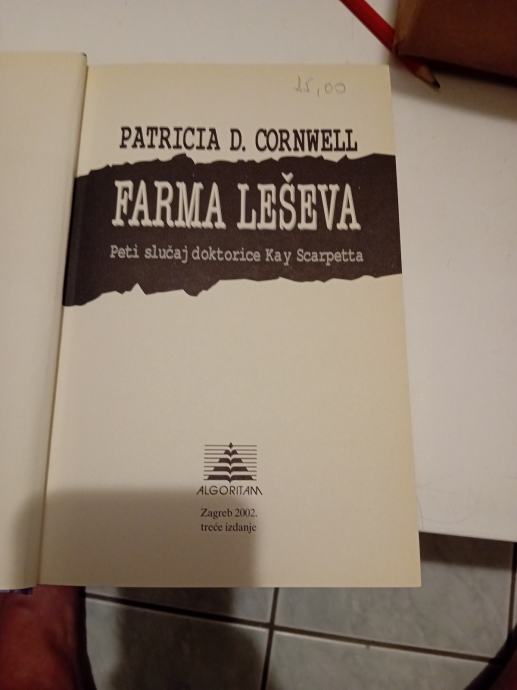 25,00
PATRICIA D. CORNWELL
FARMA LEŠEVA
Peti slučaj doktorice Kay Scarpetta
ALGORITAM
Zagreb 2002.
treće izdanje